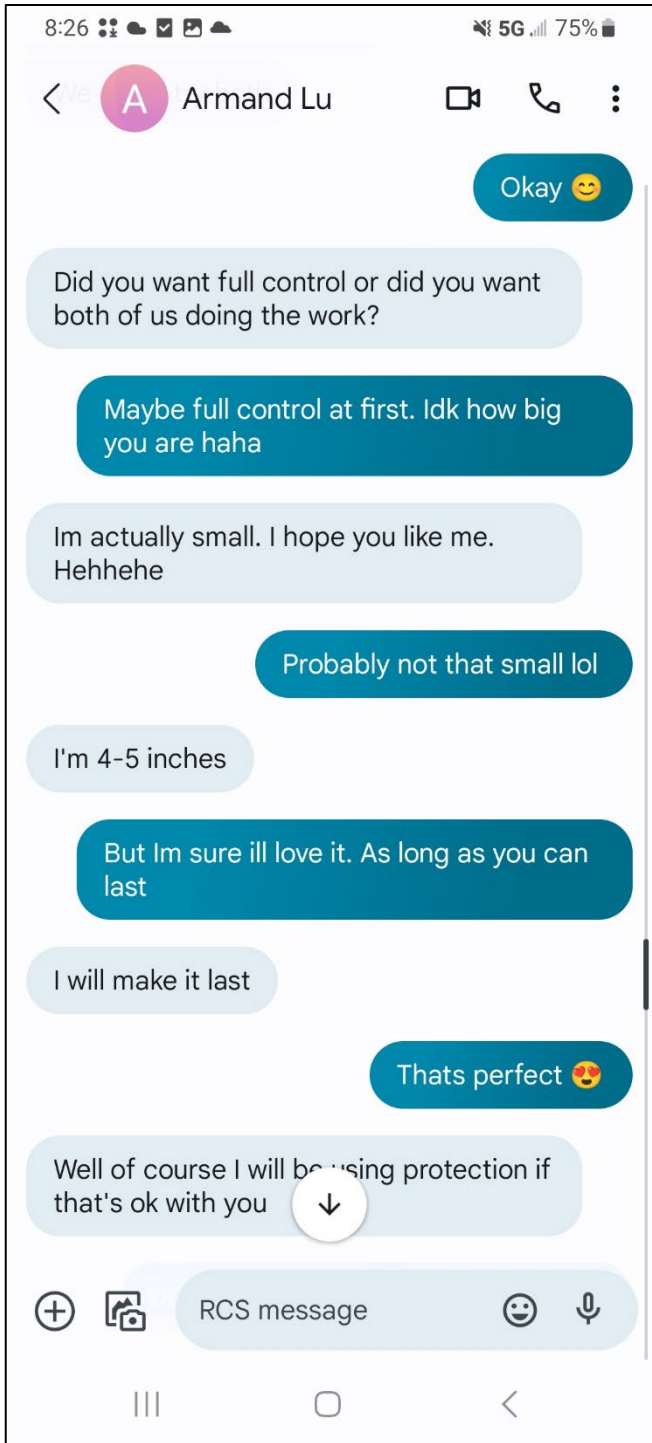 8:26 5G 75%
Armand Lu
Okay 😊
Did you want full control or did you want
both of us doing the work?
Maybe full control at first. Idk how big
you are haha
Im actually small. I hope you like me.
Hehhehe
Probably not that small lol
I'm 4-5 inches
But Im sure ill love it. As long as you can
last
I will make it last
Thats perfect 😍
Well of course I will be using protection if
that's ok with you
RCS message